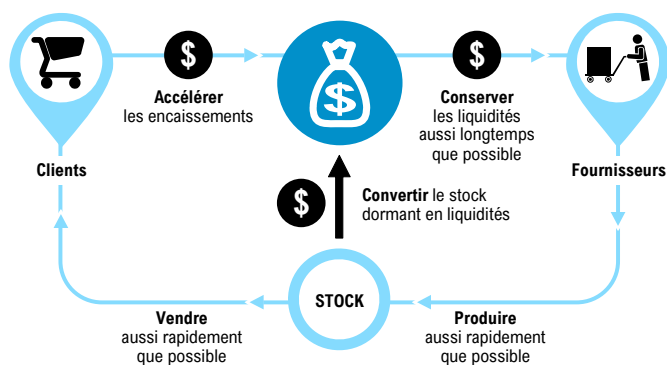 $
$
$
Accélérer
les encaissements
Conserver
les liquidités
aussi longtemps
que possible
Clients
Fournisseurs
$
Convertir le stock
dormant en liquidités
STOCK
Vendre
aussi rapidement
que possible
Produire
aussi rapidement
que possible